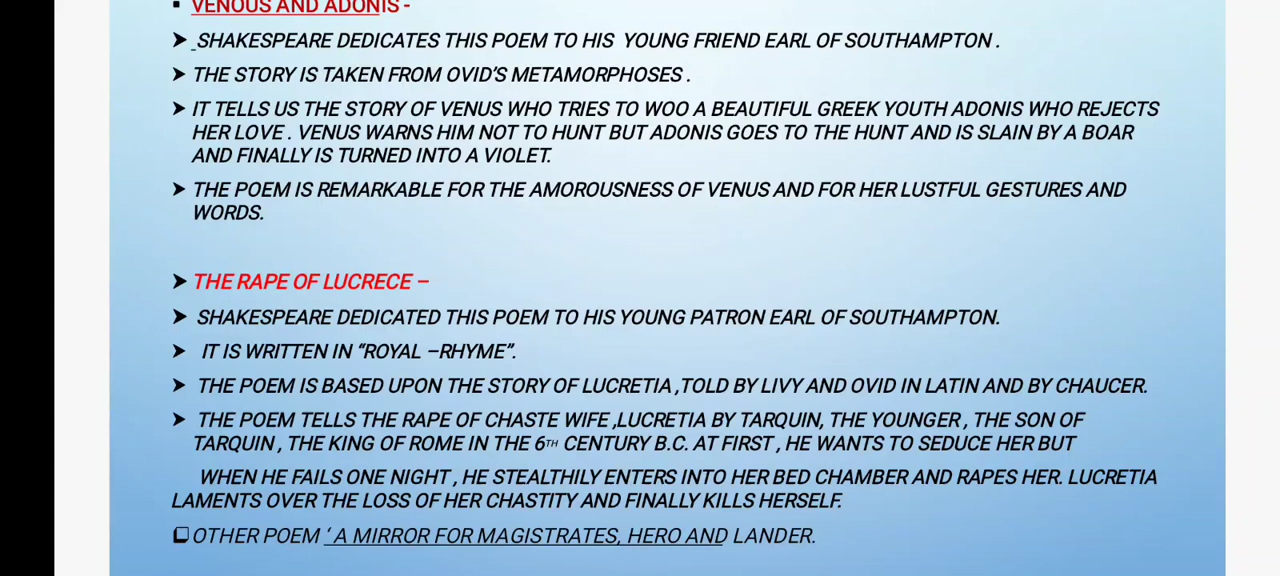 ▪ VENOUS AND ADONIS -
➤ SHAKESPEARE DEDICATES THIS POEM TO HIS YOUNG FRIEND EARL OF SOUTHAMPTON .
➤ THE STORY IS TAKEN FROM OVID'S METAMORPHOSES .
➤ IT TELLS US THE STORY OF VENUS WHO TRIES TO WOO A BEAUTIFUL GREEK YOUTH ADONIS WHO REJECTS
HER LOVE . VENUS WARNS HIM NOT TO HUNT BUT ADONIS GOES TO THE HUNT AND IS SLAIN BY A BOAR
AND FINALLY IS TURNED INTO A VIOLET.
➤ THE POEM IS REMARKABLE FOR THE AMOROUSNESS OF VENUS AND FOR HER LUSTFUL GESTURES AND
WORDS.
➤ THE RAPE OF LUCRECE –
➤ SHAKESPEARE DEDICATED THIS POEM TO HIS YOUNG PATRON EARL OF SOUTHAMPTON.
➤ IT IS WRITTEN IN “ROYAL –RHYME”.
➤ THE POEM IS BASED UPON THE STORY OF LUCRETIA ,TOLD BY LIVY AND OVID IN LATIN AND BY CHAUCER.
➤ THE POEM TELLS THE RAPE OF CHASTE WIFE ,LUCRETIA BY TARQUIN, THE YOUNGER , THE SON OF
TARQUIN , THE KING OF ROME IN THE 6TH CENTURY B.C. AT FIRST , HE WANTS TO SEDUCE HER BUT
WHEN HE FAILS ONE NIGHT , HE STEALTHILY ENTERS INTO HER BED CHAMBER AND RAPES HER. LUCRETIA
LAMENTS OVER THE LOSS OF HER CHASTITY AND FINALLY KILLS HERSELF.
❑ OTHER POEM ‘ A MIRROR FOR MAGISTRATES, HERO AND LANDER.